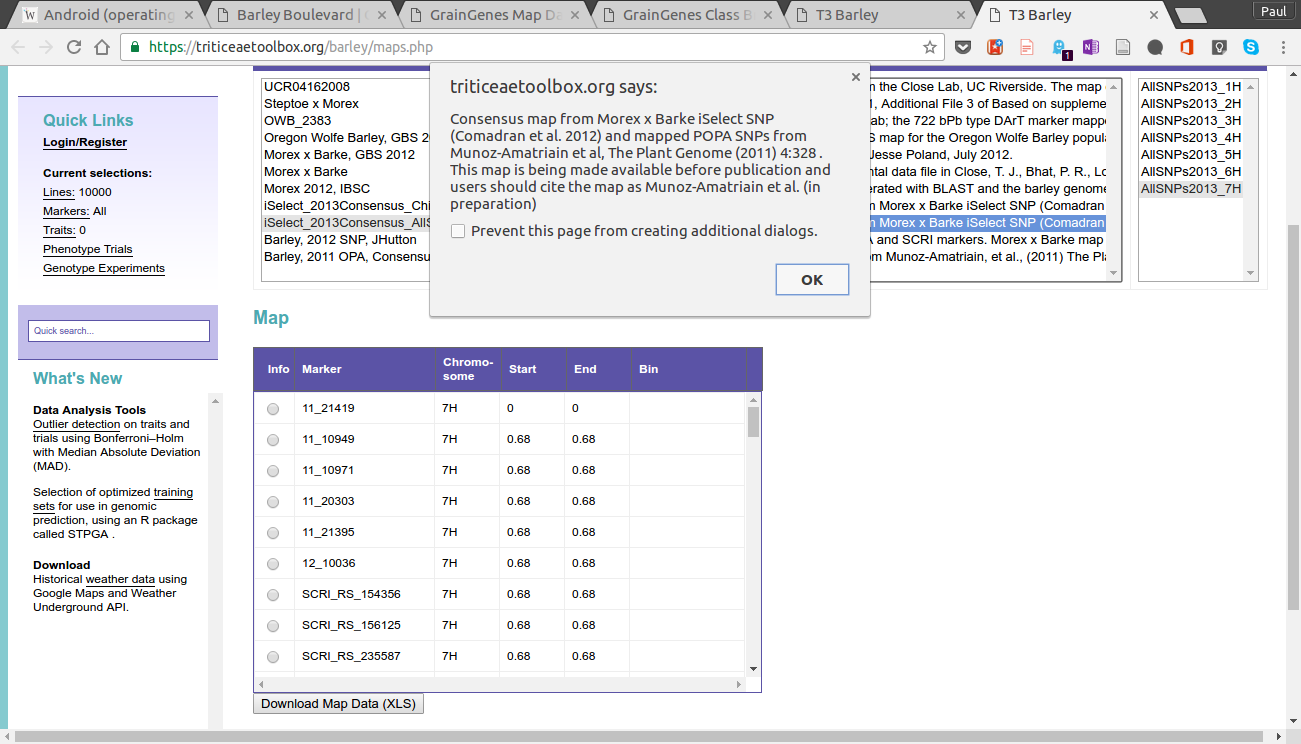 Android (operating
Barley Boulevard | 
GrainGenes Map Da
GrainGenes Class B
T3 Barley
T3 Barley
Paul
https://triticeaetoolbox.org/barley/maps.php
1
Quick Links
Login/Register
Current selections:
Lines: 10000
Markers: All
Traits: 0
Phenotype Trials
Genotype Experiments
Quick search...
What's New
Data Analysis Tools
Outlier detection on traits and
trials using Bonferroni–Holm
with Median Absolute Deviation
(MAD).
Selection of optimized training
sets for use in genomic
prediction, using an R package
called STPGA .
Download
Historical weather data using
Google Maps and Weather
Underground API.
UCR04162008
Steptoe x Morex
OWB_2383
Oregon Wolfe Barley, GBS 20
Morex x Barke, GBS 2012
Morex x Barke
Morex 2012, IBSC
iSelect_2013Consensus_Chi
iSelect_2013Consensus_AllS
Barley, 2012 SNP, JHutton
Barley, 2011 OPA, Consensu
triticeaetoolbox.org says:
Consensus map from Morex x Barke iSelect SNP
(Comadran et al. 2012) and mapped POPA SNPs from
Munoz-Amatriain et al, The Plant Genome (2011) 4:328 .
This map is being made available before publication and
users should cite the map as Munoz-Amatriain et al. (in
preparation)
Prevent this page from creating additional dialogs.
OK
m the Close Lab, UC Riverside. The map
1, Additional File 3 of Based on suppleme
ab; the 722 bPb type DArT marker mappe
S map for the Oregon Wolfe Barley popula
Jesse Poland, July 2012.
ntal data file in Close, T. J., Bhat, P. R., Lo
erated with BLAST and the barley genome
m Morex x Barke iSelect SNP (Comadran
m Morex x Barke iSelect SNP (Comadran
A and SCRI markers. Morex x Barke map
om Munoz-Amatriain, et al., (2011) The Pla
AllSNPs2013_1H
AllSNPs2013_2H
AllSNPs2013_3H
AllSNPs2013_4H
AllSNPs2013_5H
AllSNPs2013_6H
AllSNPs2013_7H
Map
Info Marker Chromo-some Start End Bin
11_21419 7H 0 0
11_10949 7H 0.68 0.68
11_10971 7H 0.68 0.68
11_20303 7H 0.68 0.68
11_21395 7H 0.68 0.68
12_10036 7H 0.68 0.68
SCRI_RS_154356 7H 0.68 0.68
SCRI_RS_156125 7H 0.68 0.68
SCRI_RS_235587 7H 0.68 0.68
Download Map Data (XLS)